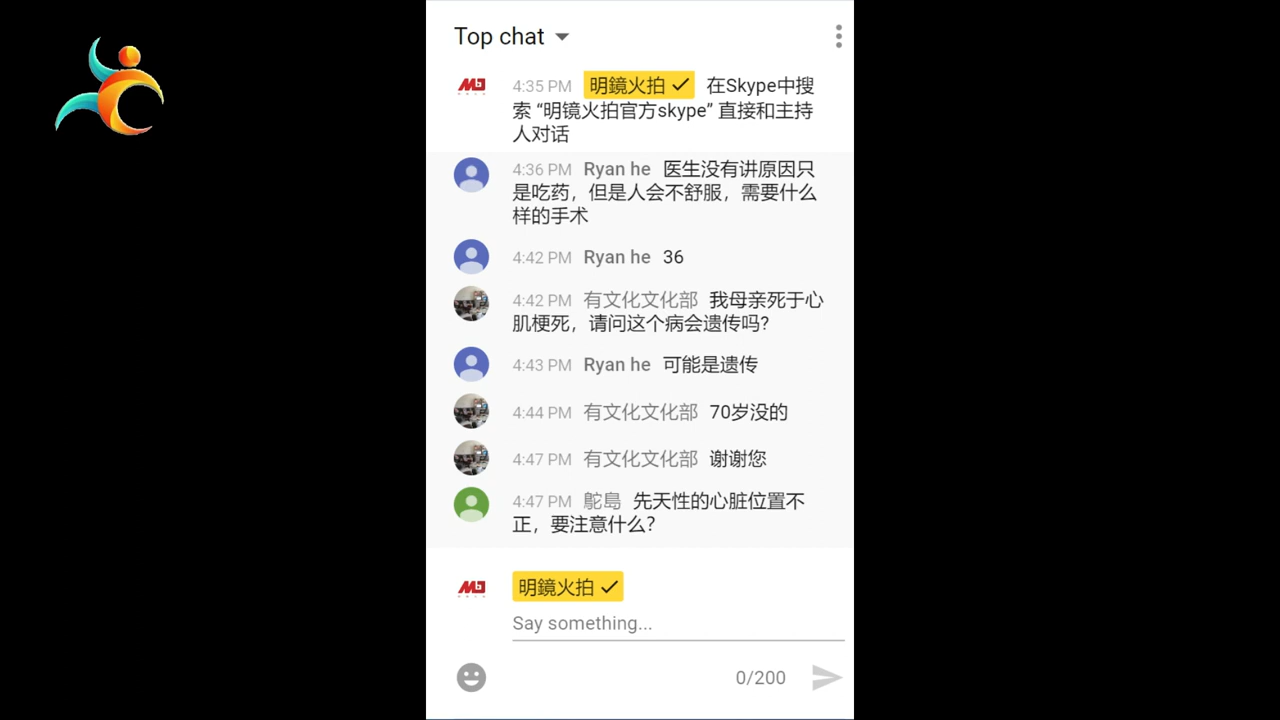 Top chat
4:35 PM 明鏡火拍 在Skype中搜
索 “明镜火拍官方skype” 直接和主持
人对话
4:36 PM Ryan he 医生没有讲原因只
是吃药，但是人会不舒服，需要什么
样的手术
4:42 PM Ryan he 36
4:42 PM 有文化文化部 我母亲死于心
肌梗死，请问这个病会遗传吗?
4:43 PM Ryan he 可能是遗传
4:44 PM 有文化文化部 70岁没的
4:47 PM 有文化文化部 谢谢您
4:47 PM 鴕島 先天性的心脏位置不
正，要注意什么?
明鏡火拍
Say something...
0/200